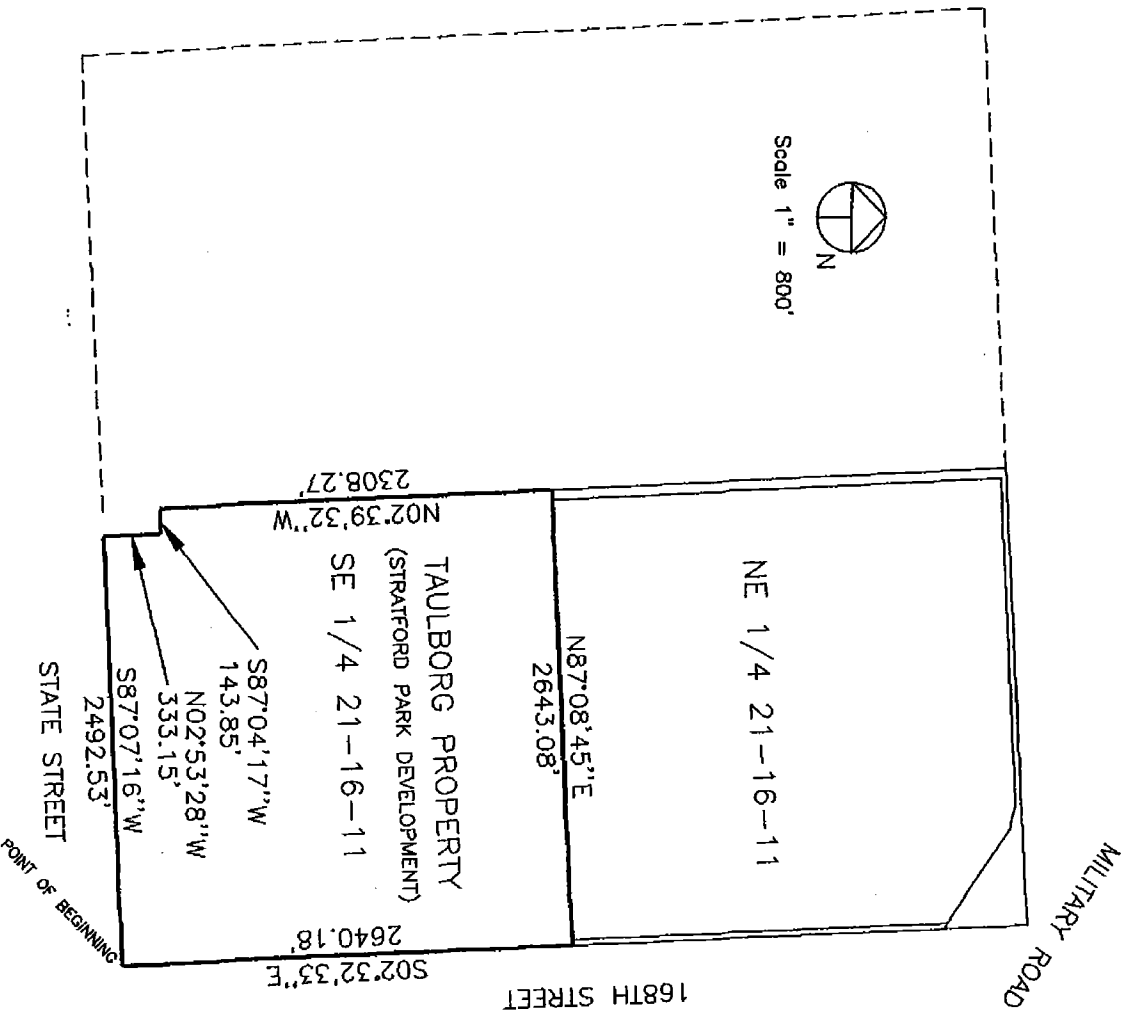 MILITARY ROAD
Scale 1" = 800'
N
NE 1/4 21-16-11
168TH STREET
N87°08'45"E
2643.08'
2308.27'
N02°39'32"W
TAULBORG PROPERTY
(STRATFORD PARK DEVELOPMENT)
SE 1/4 21-16-11
S02°32'33"E
2640.18'
S87°04'17"W
143.85'
N02°53'28"W
333.15'
S87°07'16"W
2492.53'
STATE STREET
POINT OF BEGINNING